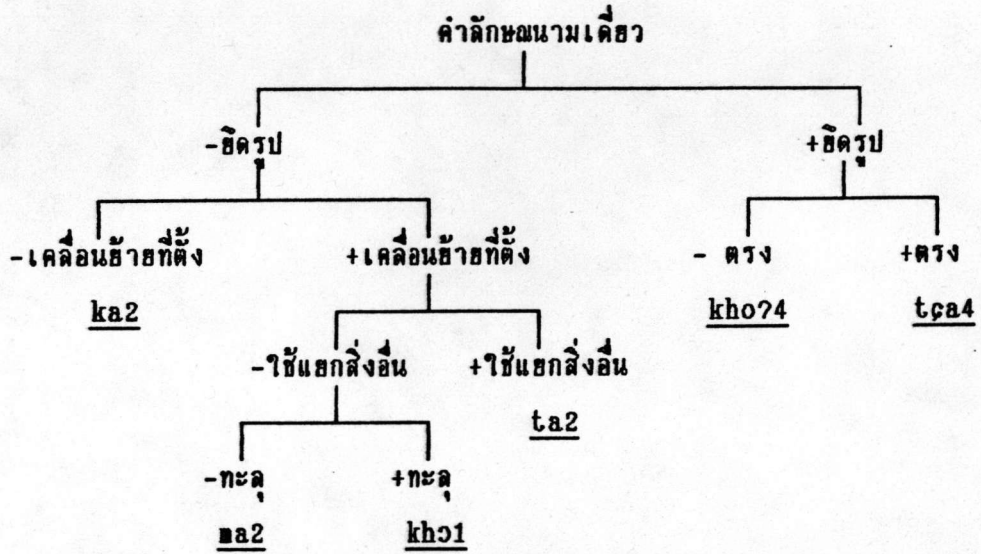 คำลักษณนามเดี่ยว
-ยึดรูป +ยึดรูป
-เคลื่อนย้ายที่ตั้ง +เคลื่อนย้ายที่ตั้ง - ตรง +ตรง
ka2 khoʔ4 tça4
-ใช้แยกสิ่งอื่น +ใช้แยกสิ่งอื่น
ta2
-ทะลุ +ทะลุ
ma2 khɔ1